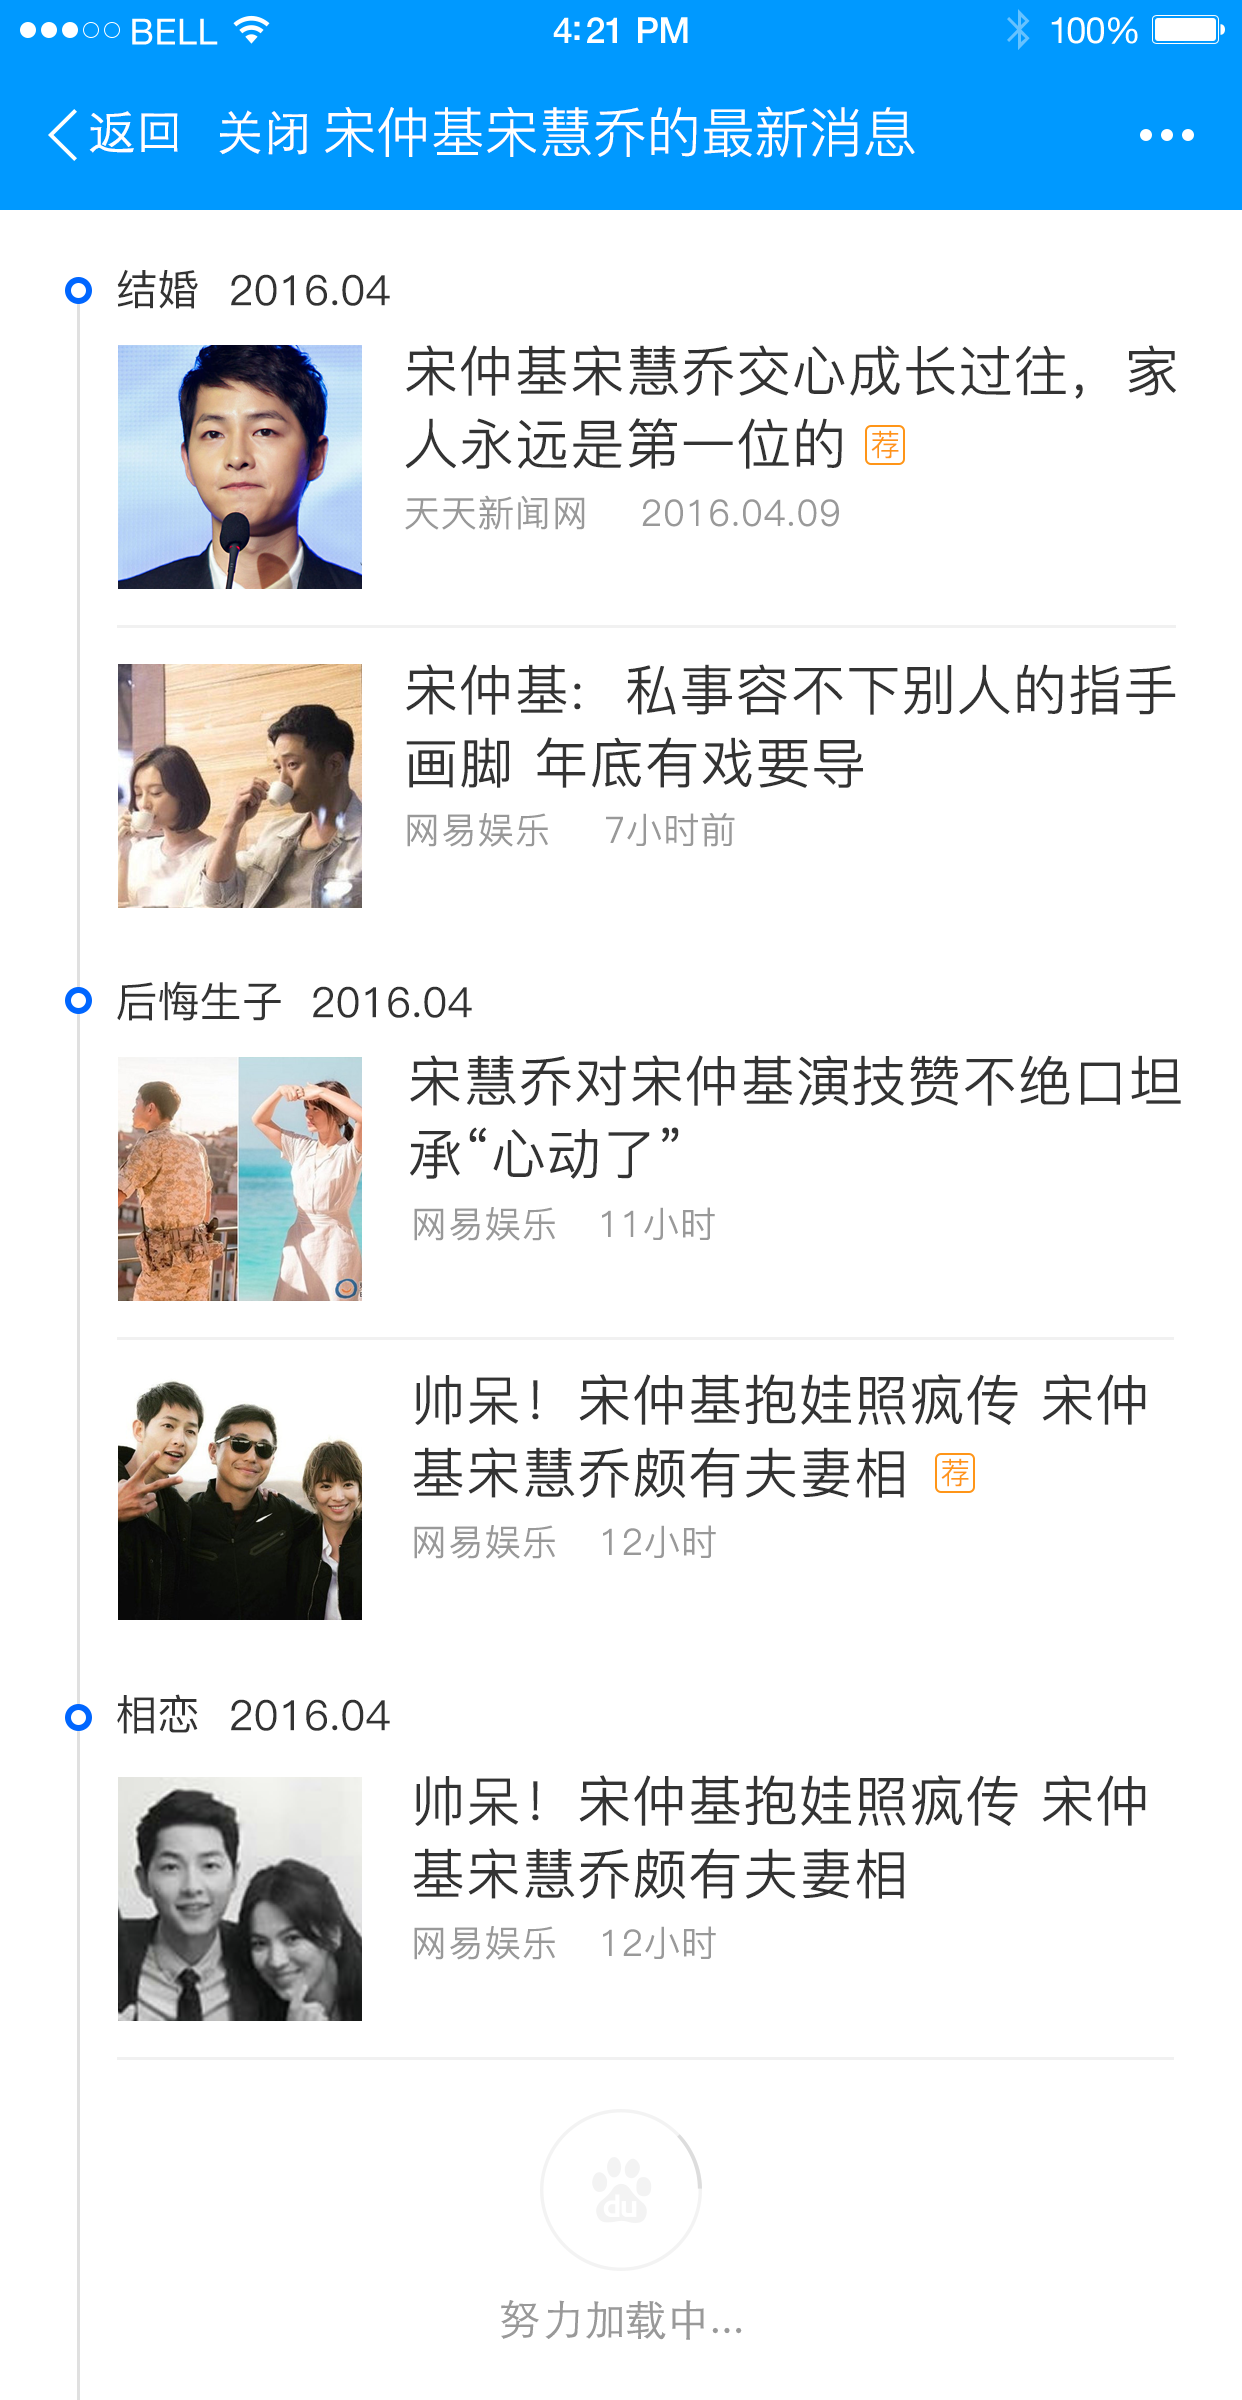 BELL 4:21 PM 100%
返回 关闭 宋仲基宋慧乔的最新消息
结婚 2016.04
宋仲基宋慧乔交心成长过往，家
人永远是第一位的 荐
天天新闻网 2016.04.09
宋仲基：私事容不下别人的指手
画脚 年底有戏要导
网易娱乐 7小时前
后悔生子 2016.04
宋慧乔对宋仲基演技赞不绝口坦
承“心动了”
网易娱乐 11小时
帅呆！宋仲基抱娃照疯传 宋仲
基宋慧乔颇有夫妻相 荐
网易娱乐 12小时
相恋 2016.04
帅呆！宋仲基抱娃照疯传 宋仲
基宋慧乔颇有夫妻相
网易娱乐 12小时
du
努力加载中...